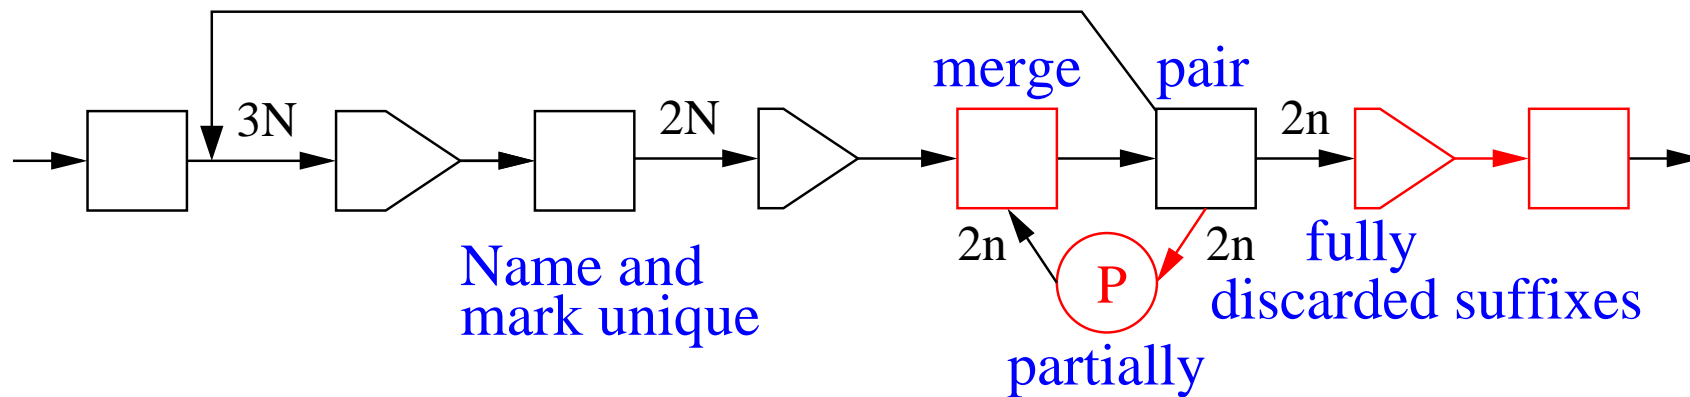 merge
pair
3N
2N
2n
Name and
mark unique
2n
P
2n
fully
discarded suffixes
partially